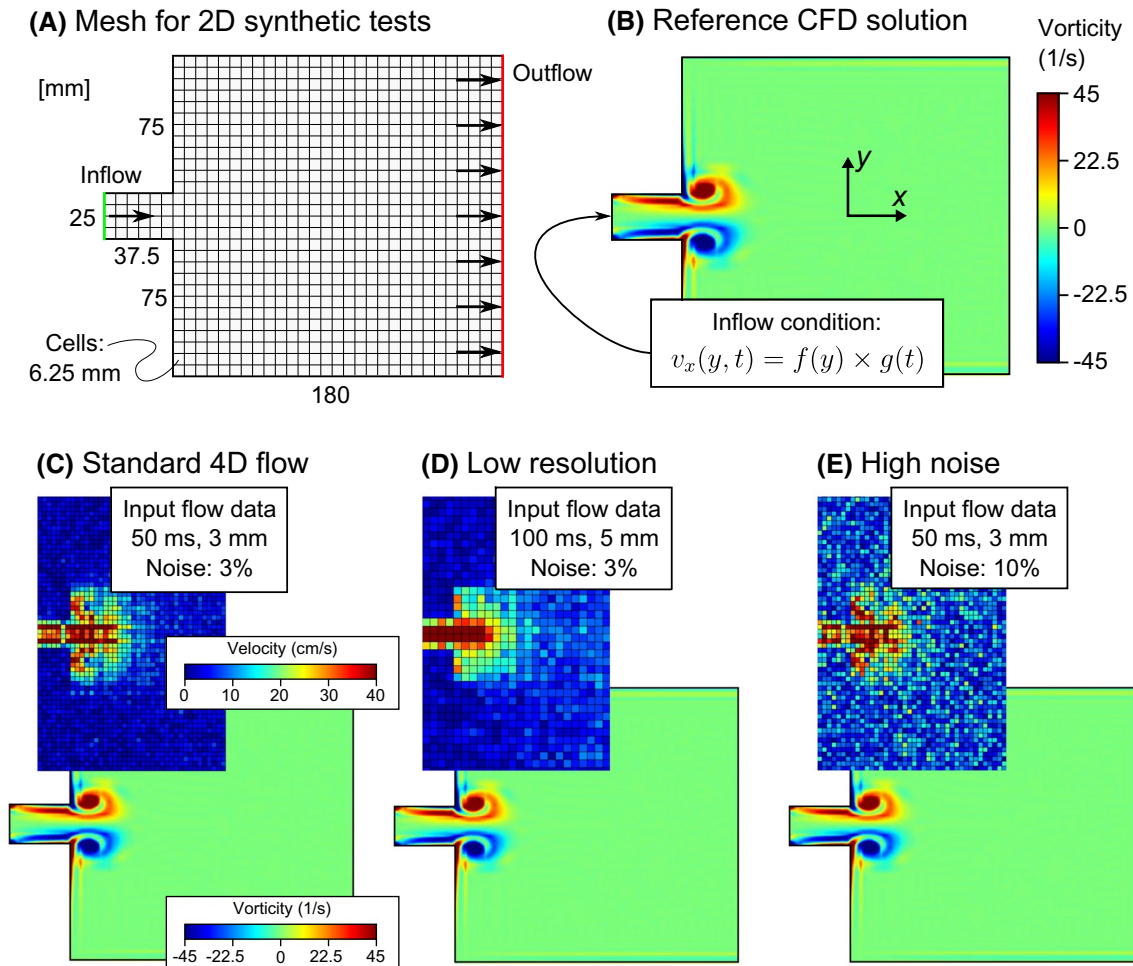 (A) Mesh for 2D synthetic tests
[mm]
75
Inflow
25
37.5
75
Cells:
6.25 mm
180
Outflow
(B) Reference CFD solution
y
x
Inflow condition:
v_x(y, t) = f(y) × g(t)
Vorticity
(1/s)
45
22.5
0
-22.5
-45
(C) Standard 4D flow
Input flow data
50 ms, 3 mm
Noise: 3%
Velocity (cm/s)
0 10 20 30 40
Vorticity (1/s)
-45 -22.5 0 22.5 45
(D) Low resolution
Input flow data
100 ms, 5 mm
Noise: 3%
(E) High noise
Input flow data
50 ms, 3 mm
Noise: 10%